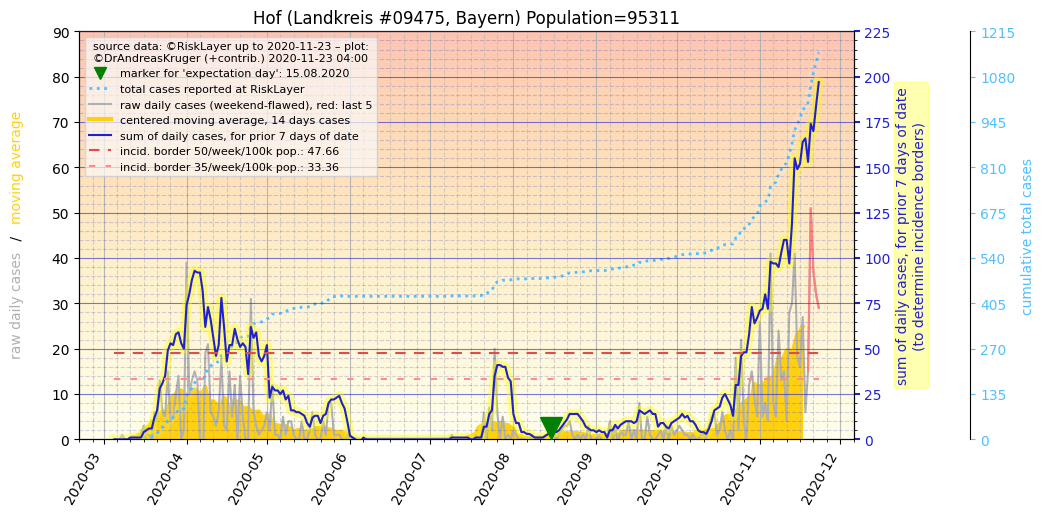 Hof (Landkreis #09475, Bayern) Population=95311
source data: ©RiskLayer up to 2020-11-23 – plot:
©DrAndreasKruger (+contrib.) 2020-11-23 04:00
marker for 'expectation day': 15.08.2020
total cases reported at RiskLayer
raw daily cases (weekend-flawed), red: last 5
centered moving average, 14 days cases
sum of daily cases, for prior 7 days of date
incid. border 50/week/100k pop.: 47.66
incid. border 35/week/100k pop.: 33.36
raw daily cases / moving average
90
80
70
60
50
40
30
20
10
0
2020-03
2020-04
2020-05
2020-06
2020-07
2020-08
2020-09
2020-10
2020-11
2020-12
225
200
175
150
125
100
75
50
25
0
sum of daily cases, for prior 7 days of date
(to determine incidence borders)
1215
1080
945
810
675
540
405
270
135
0
cumulative total cases